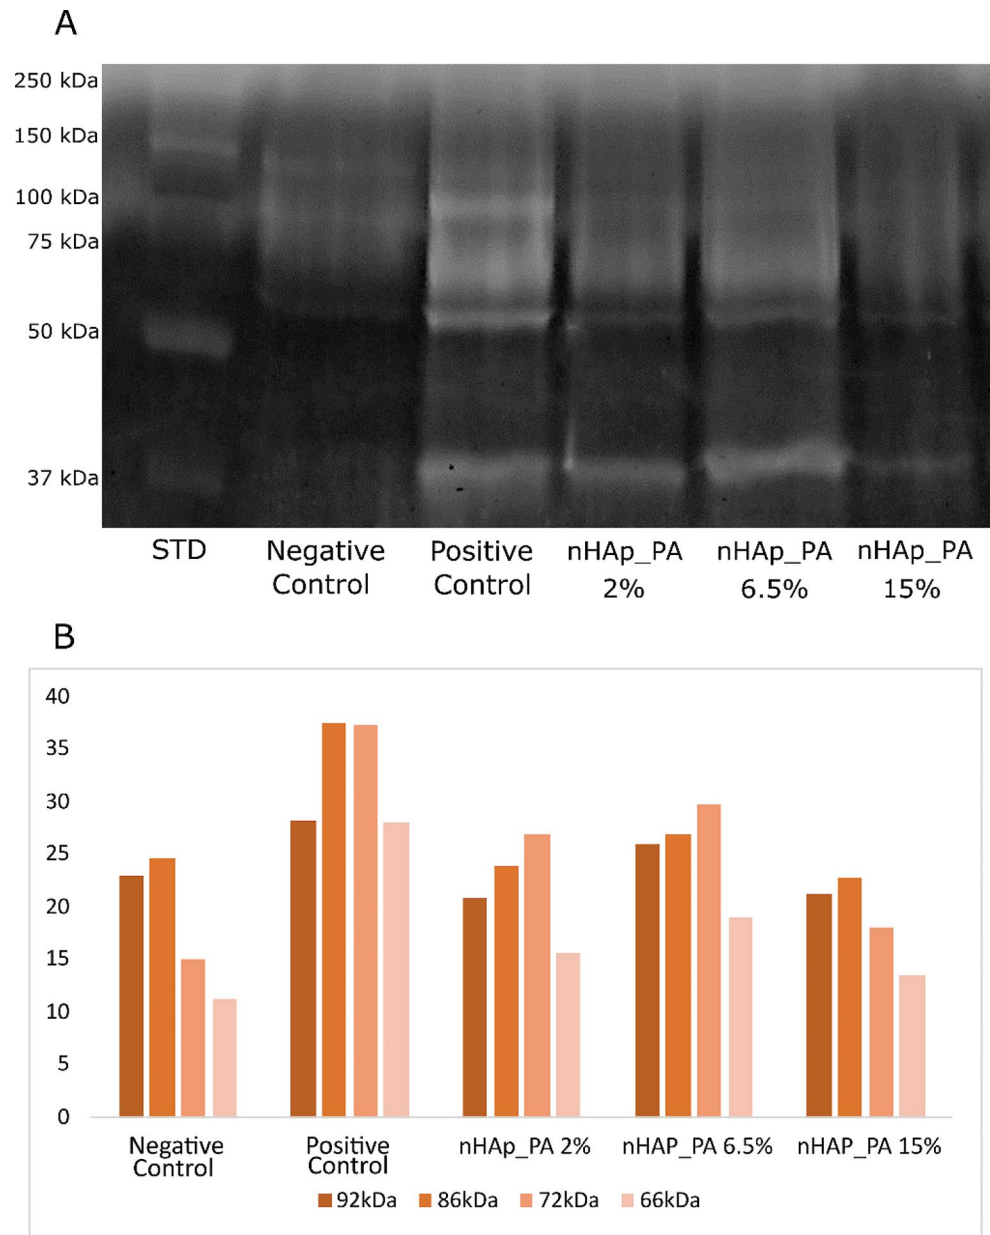 A
250 kDa
150 kDa
100 kDa
75 kDa
50 kDa
37 kDa
STD Negative Control Positive Control nHAp_PA 2% nHAp_PA 6.5% nHAp_PA 15%
B
40
35
30
25
20
15
10
5
0
Negative Control Positive Control nHAp_PA 2% nHAP_PA 6.5% nHAP_PA 15%
92kDa 86kDa 72kDa 66kDa